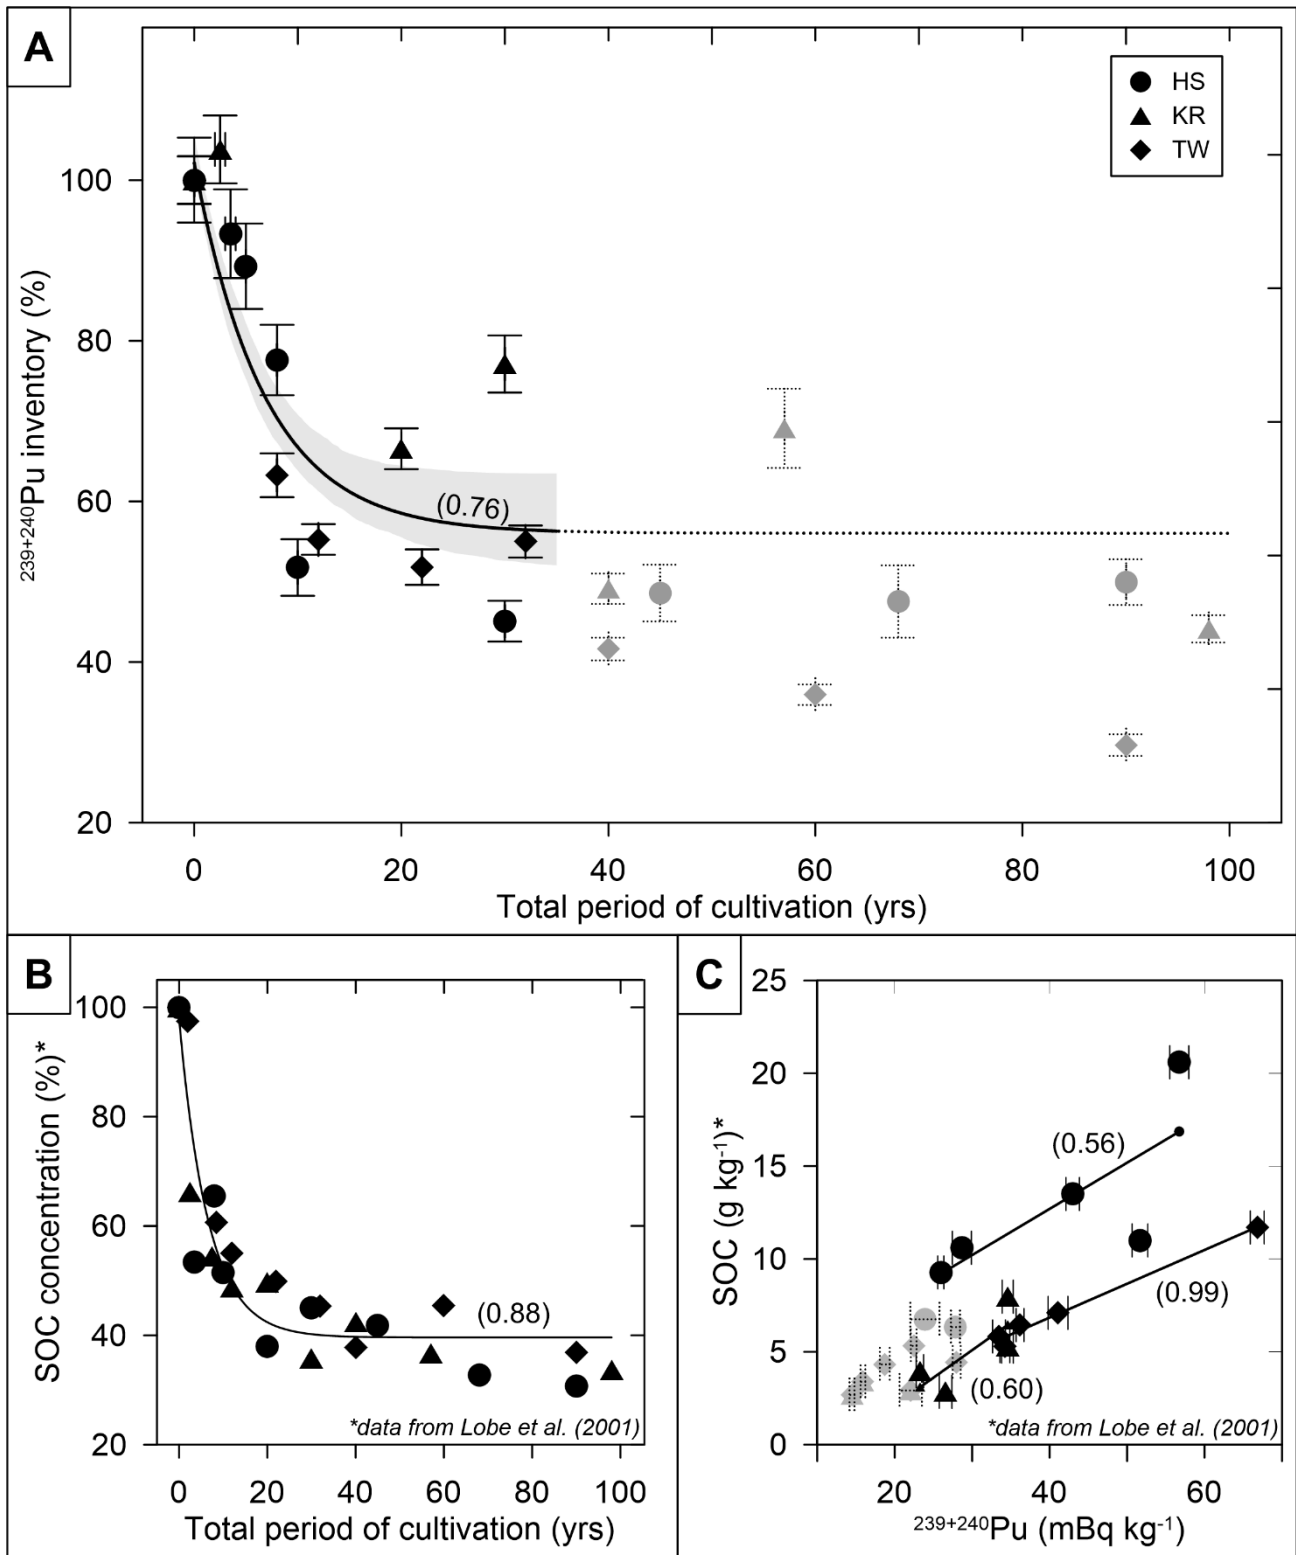 A
HS
KR
TW
100
80
60
40
20
²³⁹⁺²⁴⁰Pu inventory (%)
(0.76)
0 20 40 60 80 100
Total period of cultivation (yrs)
B
100
80
60
40
20
SOC concentration (%)*
(0.88)
*data from Lobe et al. (2001)
0 20 40 60 80 100
Total period of cultivation (yrs)
C
25
20
15
10
5
0
SOC (g kg⁻¹)*
(0.56)
(0.99)
(0.60)
*data from Lobe et al. (2001)
20 40 60
²³⁹⁺²⁴⁰Pu (mBq kg⁻¹)